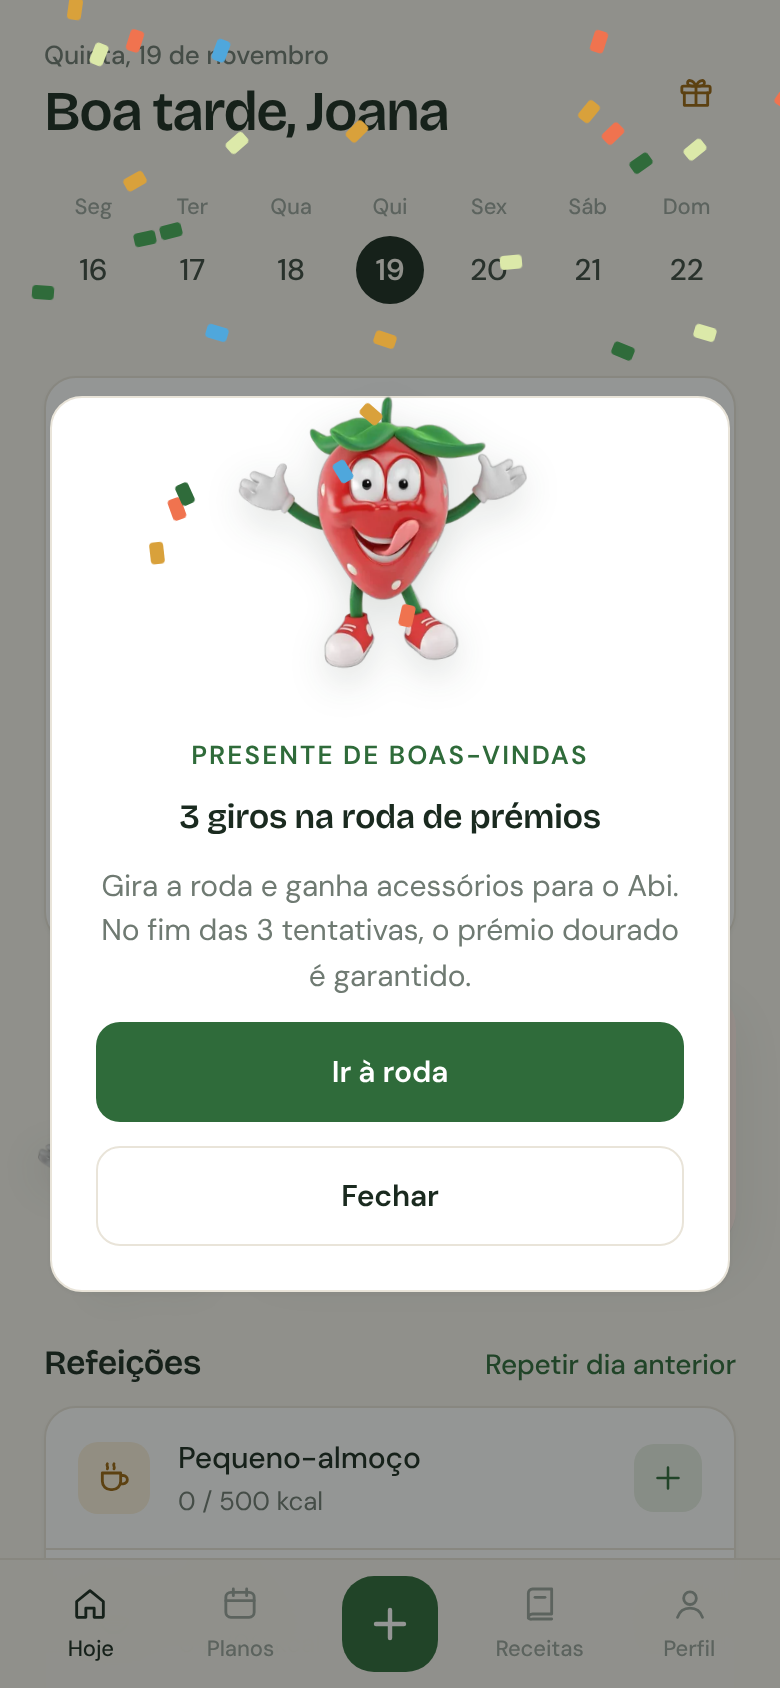 Quinta, 19 de novembro
Boa tarde, Joana
Seg Ter Qua Qui Sex Sáb Dom
16 17 18 19 20 21 22
PRESENTE DE BOAS-VINDAS
3 giros na roda de prémios
Gira a roda e ganha acessórios para o Abi.
No fim das 3 tentativas, o prémio dourado
é garantido.
Ir à roda
Fechar
Refeições
Repetir dia anterior
Pequeno-almoço
0 / 500 kcal
Hoje Planos Receitas Perfil